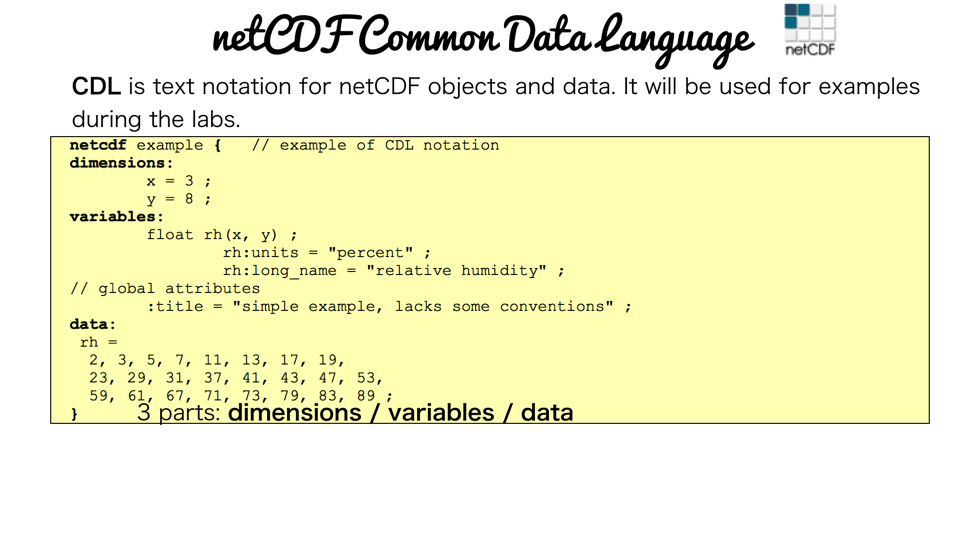 netCDF Common Data Language
netCDF
CDL is text notation for netCDF objects and data. It will be used for examples
during the labs.
netcdf example {   // example of CDL notation
dimensions:
        x = 3 ;
        y = 8 ;
variables:
        float rh(x, y) ;
                rh:units = "percent" ;
                rh:long_name = "relative humidity" ;
// global attributes
        :title = "simple example, lacks some conventions" ;
data:
 rh =
  2, 3, 5, 7, 11, 13, 17, 19,
  23, 29, 31, 37, 41, 43, 47, 53,
  59, 61, 67, 71, 73, 79, 83, 89 ;
}
3 parts: dimensions / variables / data